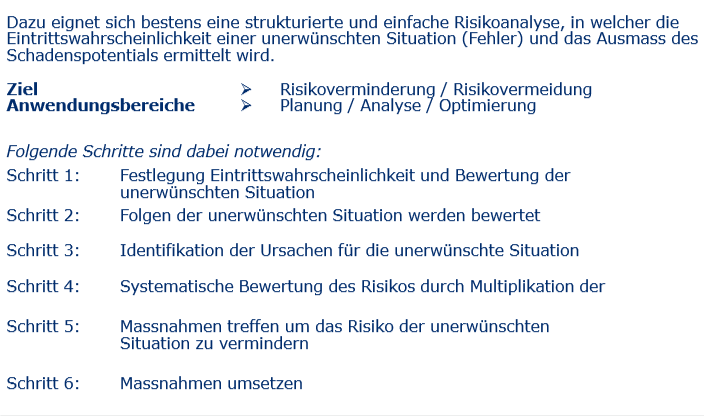 Dazu eignet sich bestens eine strukturierte und einfache Risikoanalyse, in welcher die
Eintrittswahrscheinlichkeit einer unerwünschten Situation (Fehler) und das Ausmass des
Schadenspotentials ermittelt wird.
Ziel ➢ Risikoverminderung / Risikovermeidung
Anwendungsbereiche ➢ Planung / Analyse / Optimierung
Folgende Schritte sind dabei notwendig:
Schritt 1: Festlegung Eintrittswahrscheinlichkeit und Bewertung der
unerwünschten Situation
Schritt 2: Folgen der unerwünschten Situation werden bewertet
Schritt 3: Identifikation der Ursachen für die unerwünschte Situation
Schritt 4: Systematische Bewertung des Risikos durch Multiplikation der
Schritt 5: Massnahmen treffen um das Risiko der unerwünschten
Situation zu vermindern
Schritt 6: Massnahmen umsetzen